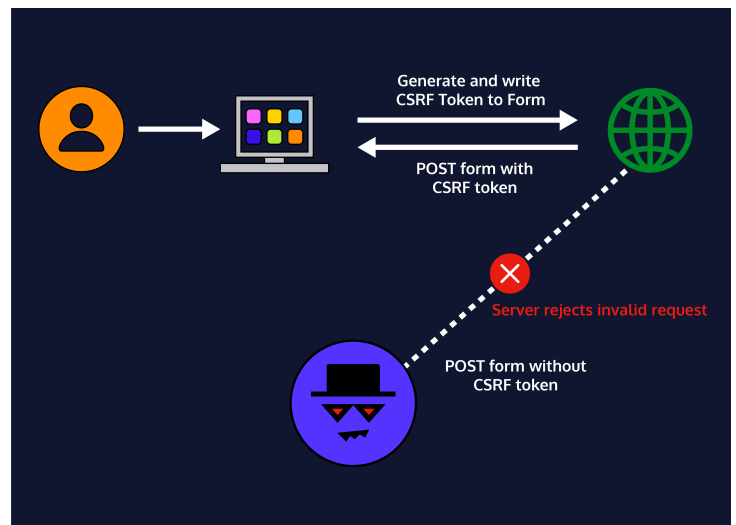 Generate and write
CSRF Token to Form
POST form with
CSRF token
Server rejects invalid request
POST form without
CSRF token